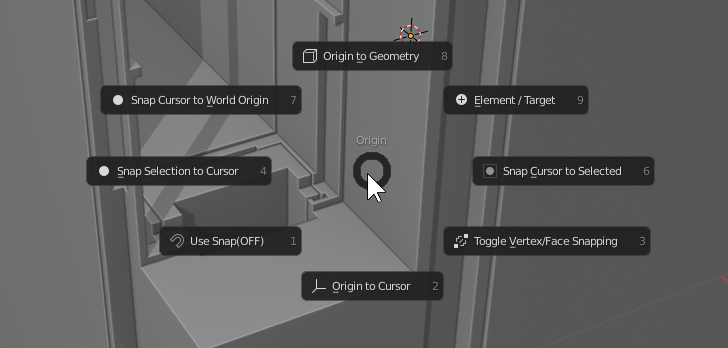 Origin to Geometry 8
Snap Cursor to World Origin 7
Element / Target 9
Origin
Snap Selection to Cursor 4
Snap Cursor to Selected 6
Use Snap(OFF) 1
Toggle Vertex/Face Snapping 3
Origin to Cursor 2